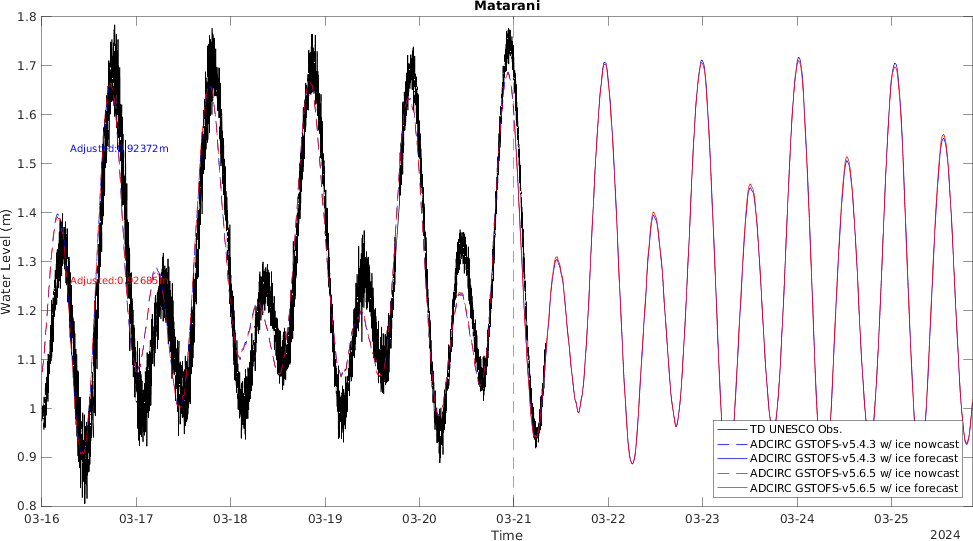 Matarani
Water Level (m)
1.8
1.7
1.6
1.5
1.4
1.3
1.2
1.1
1
0.9
0.8
Adjusted:0.92372m
Adjusted:0.92685m
TD UNESCO Obs.
ADCIRC GSTOFS-v5.4.3 w/ ice nowcast
ADCIRC GSTOFS-v5.4.3 w/ ice forecast
ADCIRC GSTOFS-v5.6.5 w/ ice nowcast
ADCIRC GSTOFS-v5.6.5 w/ ice forecast
03-16 03-17 03-18 03-19 03-20 03-21 03-22 03-23 03-24 03-25
Time
2024